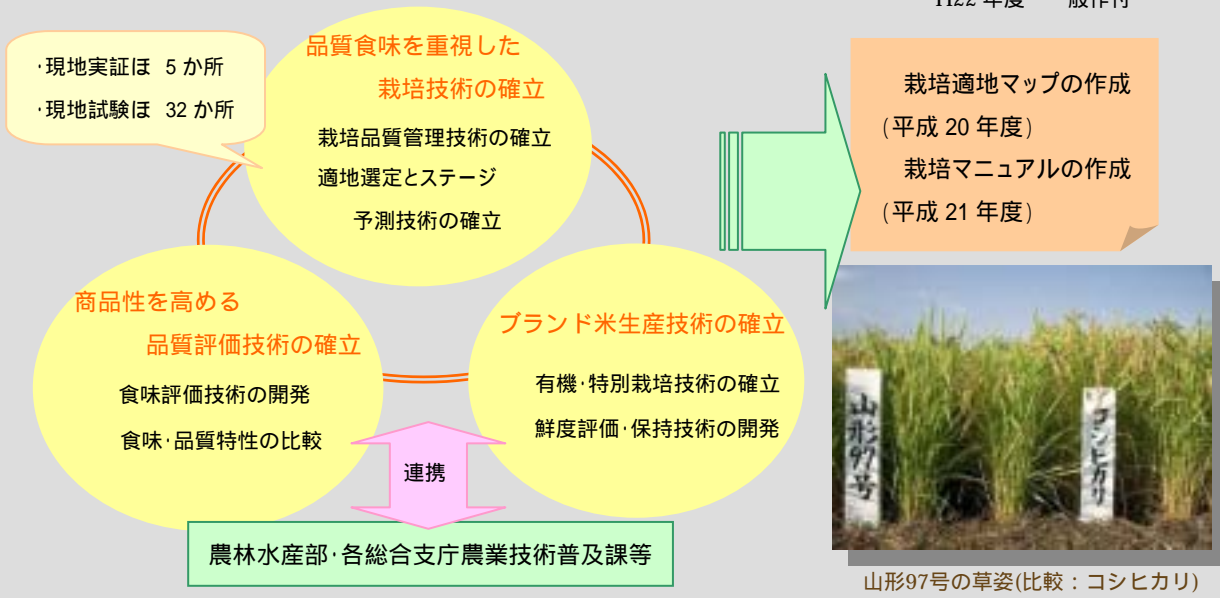 年度
般作付
·現地実証ほ 5 か所
·現地試験ほ 32 か所
品質食味を重視した
栽培技術の確立
栽培品質管理技術の確立
適地選定とステージ
予測技術の確立
栽培適地マップの作成
(平成 20 年度)
栽培マニュアルの作成
(平成 21 年度)
商品性を高める
品質評価技術の確立
食味評価技術の開発
食味·品質特性の比較
ブランド米生産技術の確立
有機·特別栽培技術の確立
鮮度評価·保持技術の開発
連携
農林水産部·各総合支庁農業技術普及課等
山形97号
コシヒカリ
山形97号の草姿(比較：コシヒカリ)